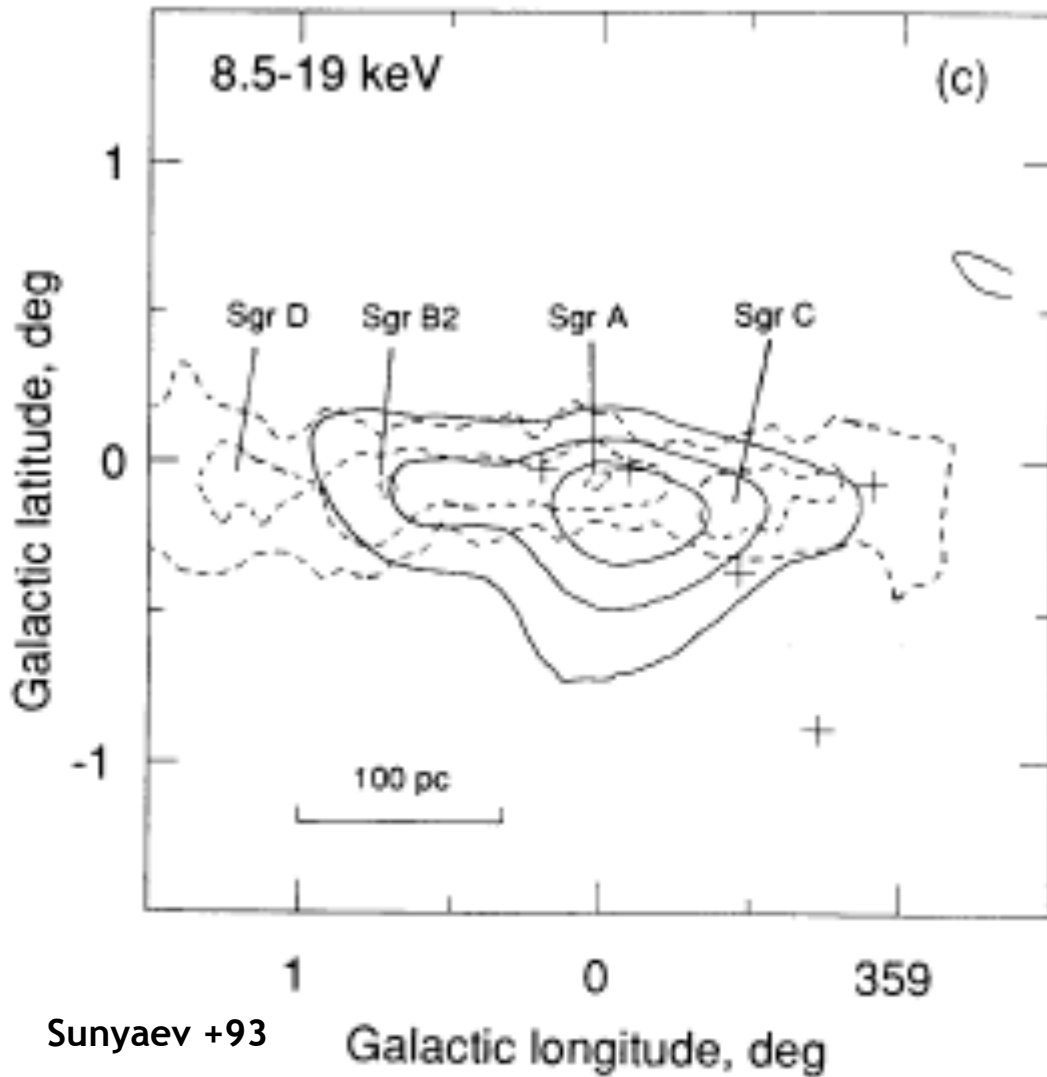 8.5-19 keV (c)
1
Sgr D Sgr B2 Sgr A Sgr C
0
-1
100 pc
1 0 359
Galactic latitude, deg
Galactic longitude, deg
Sunyaev +93